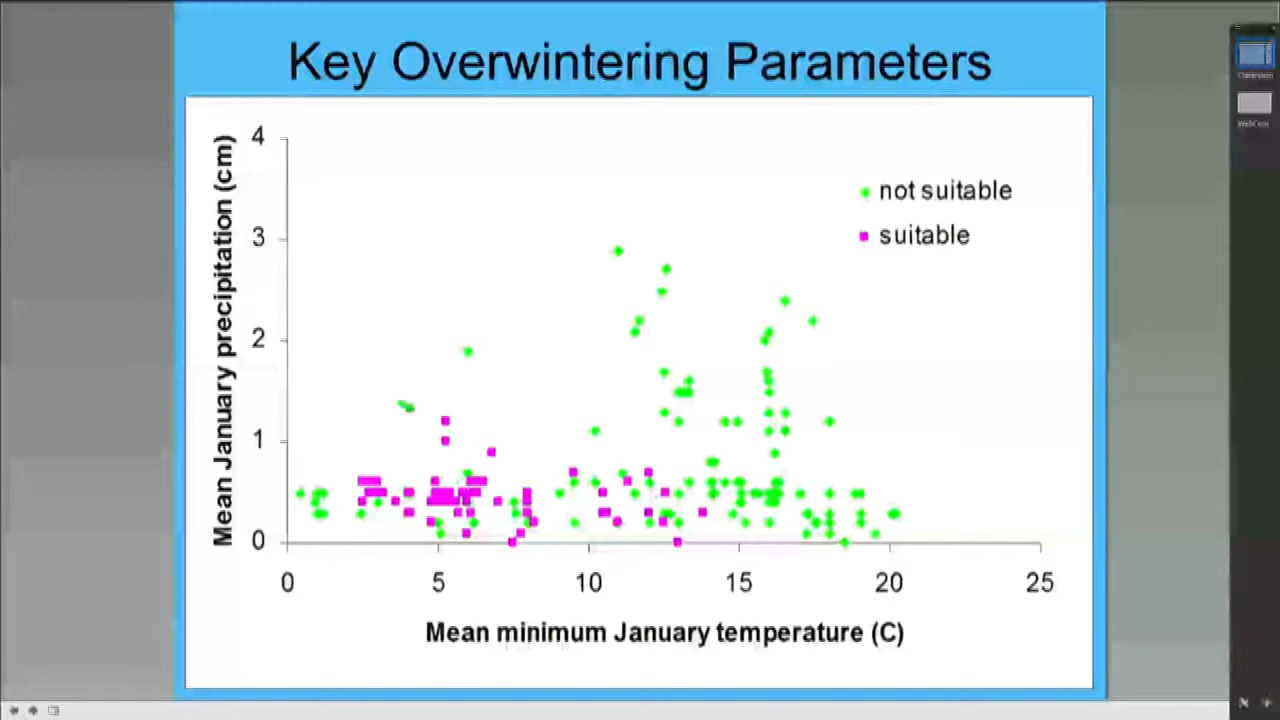 Key Overwintering Parameters
Mean January precipitation (cm)
4
3
2
1
0
not suitable
suitable
0 5 10 15 20 25
Mean minimum January temperature (C)